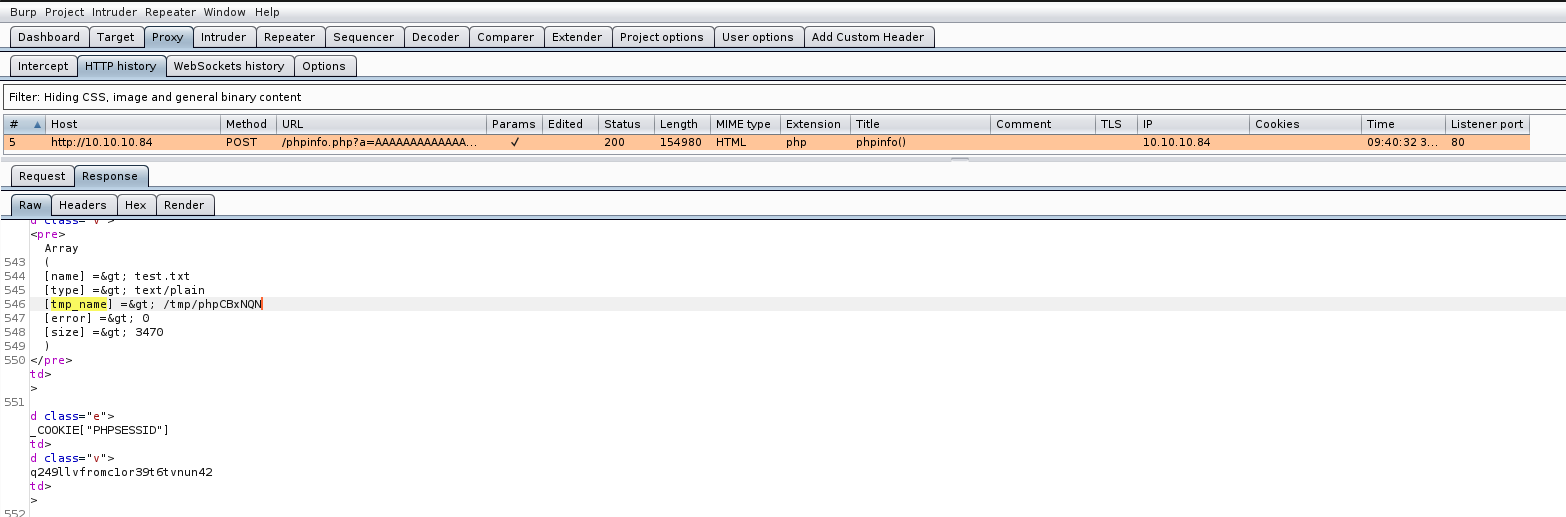 Burp Project Intruder Repeater Window Help
Dashboard Target Proxy Intruder Repeater Sequencer Decoder Comparer Extender Project options User options Add Custom Header
Intercept HTTP history WebSockets history Options
Filter: Hiding CSS, image and general binary content
# Host Method URL Params Edited Status Length MIME type Extension Title Comment TLS IP Cookies Time Listener port
5 http://10.10.10.84 POST /phpinfo.php?a=AAAAAAAAAAAAA... ✓ 200 154980 HTML php phpinfo() 10.10.10.84 09:40:32 3... 80
Request Response
Raw Headers Hex Render
d class="v">
<pre>
Array
543 (
544 [name] =&gt; test.txt
545 [type] =&gt; text/plain
546 [tmp_name] =&gt; /tmp/phpCBxNQN
547 [error] =&gt; 0
548 [size] =&gt; 3470
549 )
550 </pre>
td>
>
551
d class="e">
_COOKIE["PHPSESSID"]
td>
d class="v">
q249llvfromc1or39t6tvnun42
td>
>
552